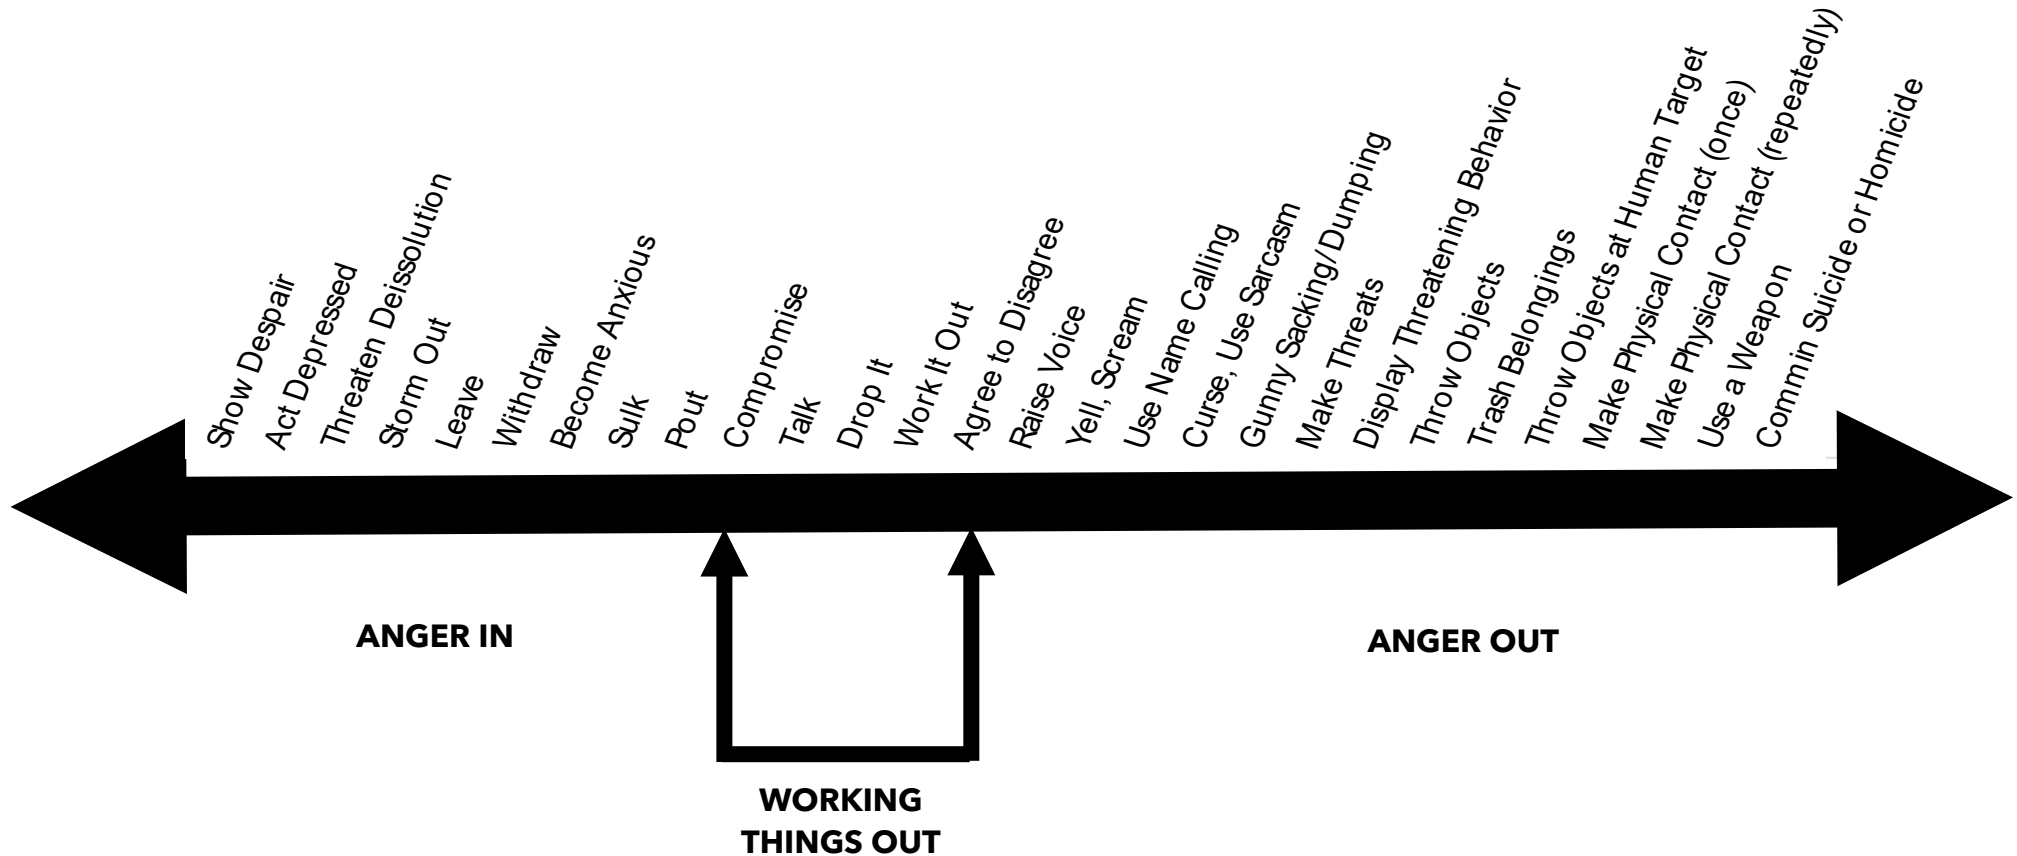 Show Despair
Act Depressed
Threaten Deissolution
Storm Out
Leave
Withdraw
Become Anxious
Sulk
Pout
Compromise
Talk
Drop It
Work It Out
Agree to Disagree
Raise Voice
Yell, Scream
Use Name Calling
Curse, Use Sarcasm
Gunny Sacking/Dumping
Make Threats
Display Threatening Behavior
Throw Objects
Trash Belongings
Throw Objects at Human Target
Make Physical Contact (once)
Make Physical Contact (repeatedly)
Use a Weapon
Commin Suicide or Homicide
ANGER IN
ANGER OUT
WORKING
THINGS OUT